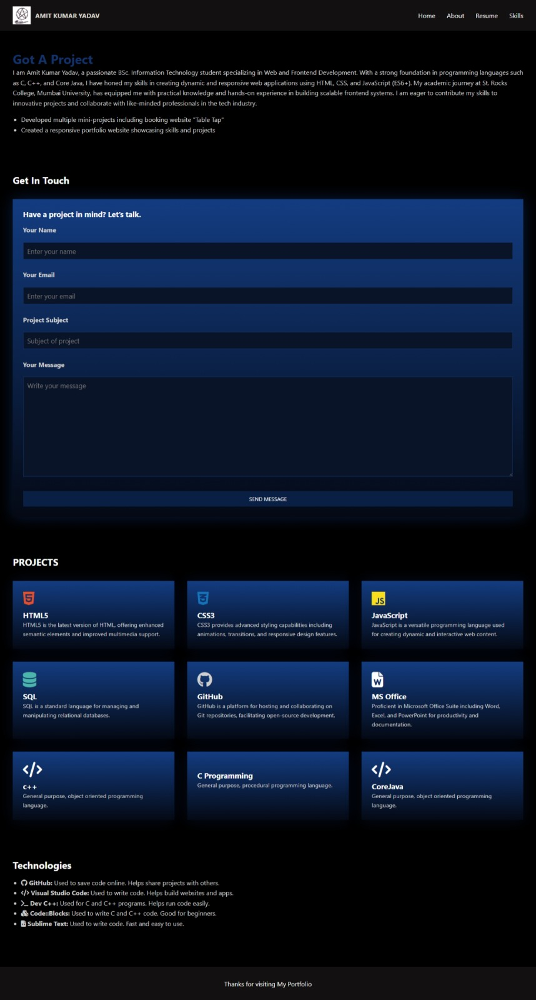 AMIT KUMAR YADAV
Home About Resume Skills
Got A Project
I am Amit Kumar Yadav, a passionate BSc. Information Technology student specializing in Web and Frontend Development. With a strong foundation in programming languages such
as C, C++, and Core Java, I have honed my skills in creating dynamic and responsive web applications using HTML, CSS, and JavaScript (ES6+). My academic journey at St. Rocks
College, Mumbai University, has equipped me with practical knowledge and hands-on experience in building scalable frontend systems. I am eager to contribute my skills to
innovative projects and collaborate with like-minded professionals in the tech industry.
• Developed multiple mini-projects including booking website "Table Tap"
• Created a responsive portfolio website showcasing skills and projects
Get In Touch
Have a project in mind? Let's talk.
Your Name
Enter your name
Your Email
Enter your email
Project Subject
Subject of project
Your Message
Write your message
SEND MESSAGE
PROJECTS
HTML5
HTML5 is the latest version of HTML, offering enhanced
semantic elements and improved multimedia support.
CSS3
CSS3 provides advanced styling capabilities including
animations, transitions, and responsive design features.
JS
JavaScript
JavaScript is a versatile programming language used
for creating dynamic and interactive web content.
SQL
SQL is a standard language for managing and
manipulating relational databases.
GitHub
GitHub is a platform for hosting and collaborating on
Git repositories, facilitating open-source development.
W
MS Office
Proficient in Microsoft Office Suite including Word,
Excel, and PowerPoint for productivity and
documentation.
</>
c++
General purpose, object oriented programming
language.
C Programming
General purpose, procedural programming language.
</>
CoreJava
General purpose, object oriented programming
language.
Technologies
• GitHub: Used to save code online. Helps share projects with others.
• </> Visual Studio Code: Used to write code. Helps build websites and apps.
• >_ Dev C++: Used for C and C++ programs. Helps run code easily.
• Code::Blocks: Used to write C and C++ code. Good for beginners.
• Sublime Text: Used to write code. Fast and easy to use.
Thanks for visiting My Portfolio